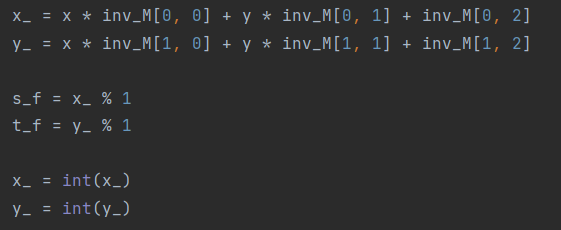 x_ = x * inv_M[0, 0] + y * inv_M[0, 1] + inv_M[0, 2]
y_ = x * inv_M[1, 0] + y * inv_M[1, 1] + inv_M[1, 2]
s_f = x_ % 1
t_f = y_ % 1
x_ = int(x_)
y_ = int(y_)